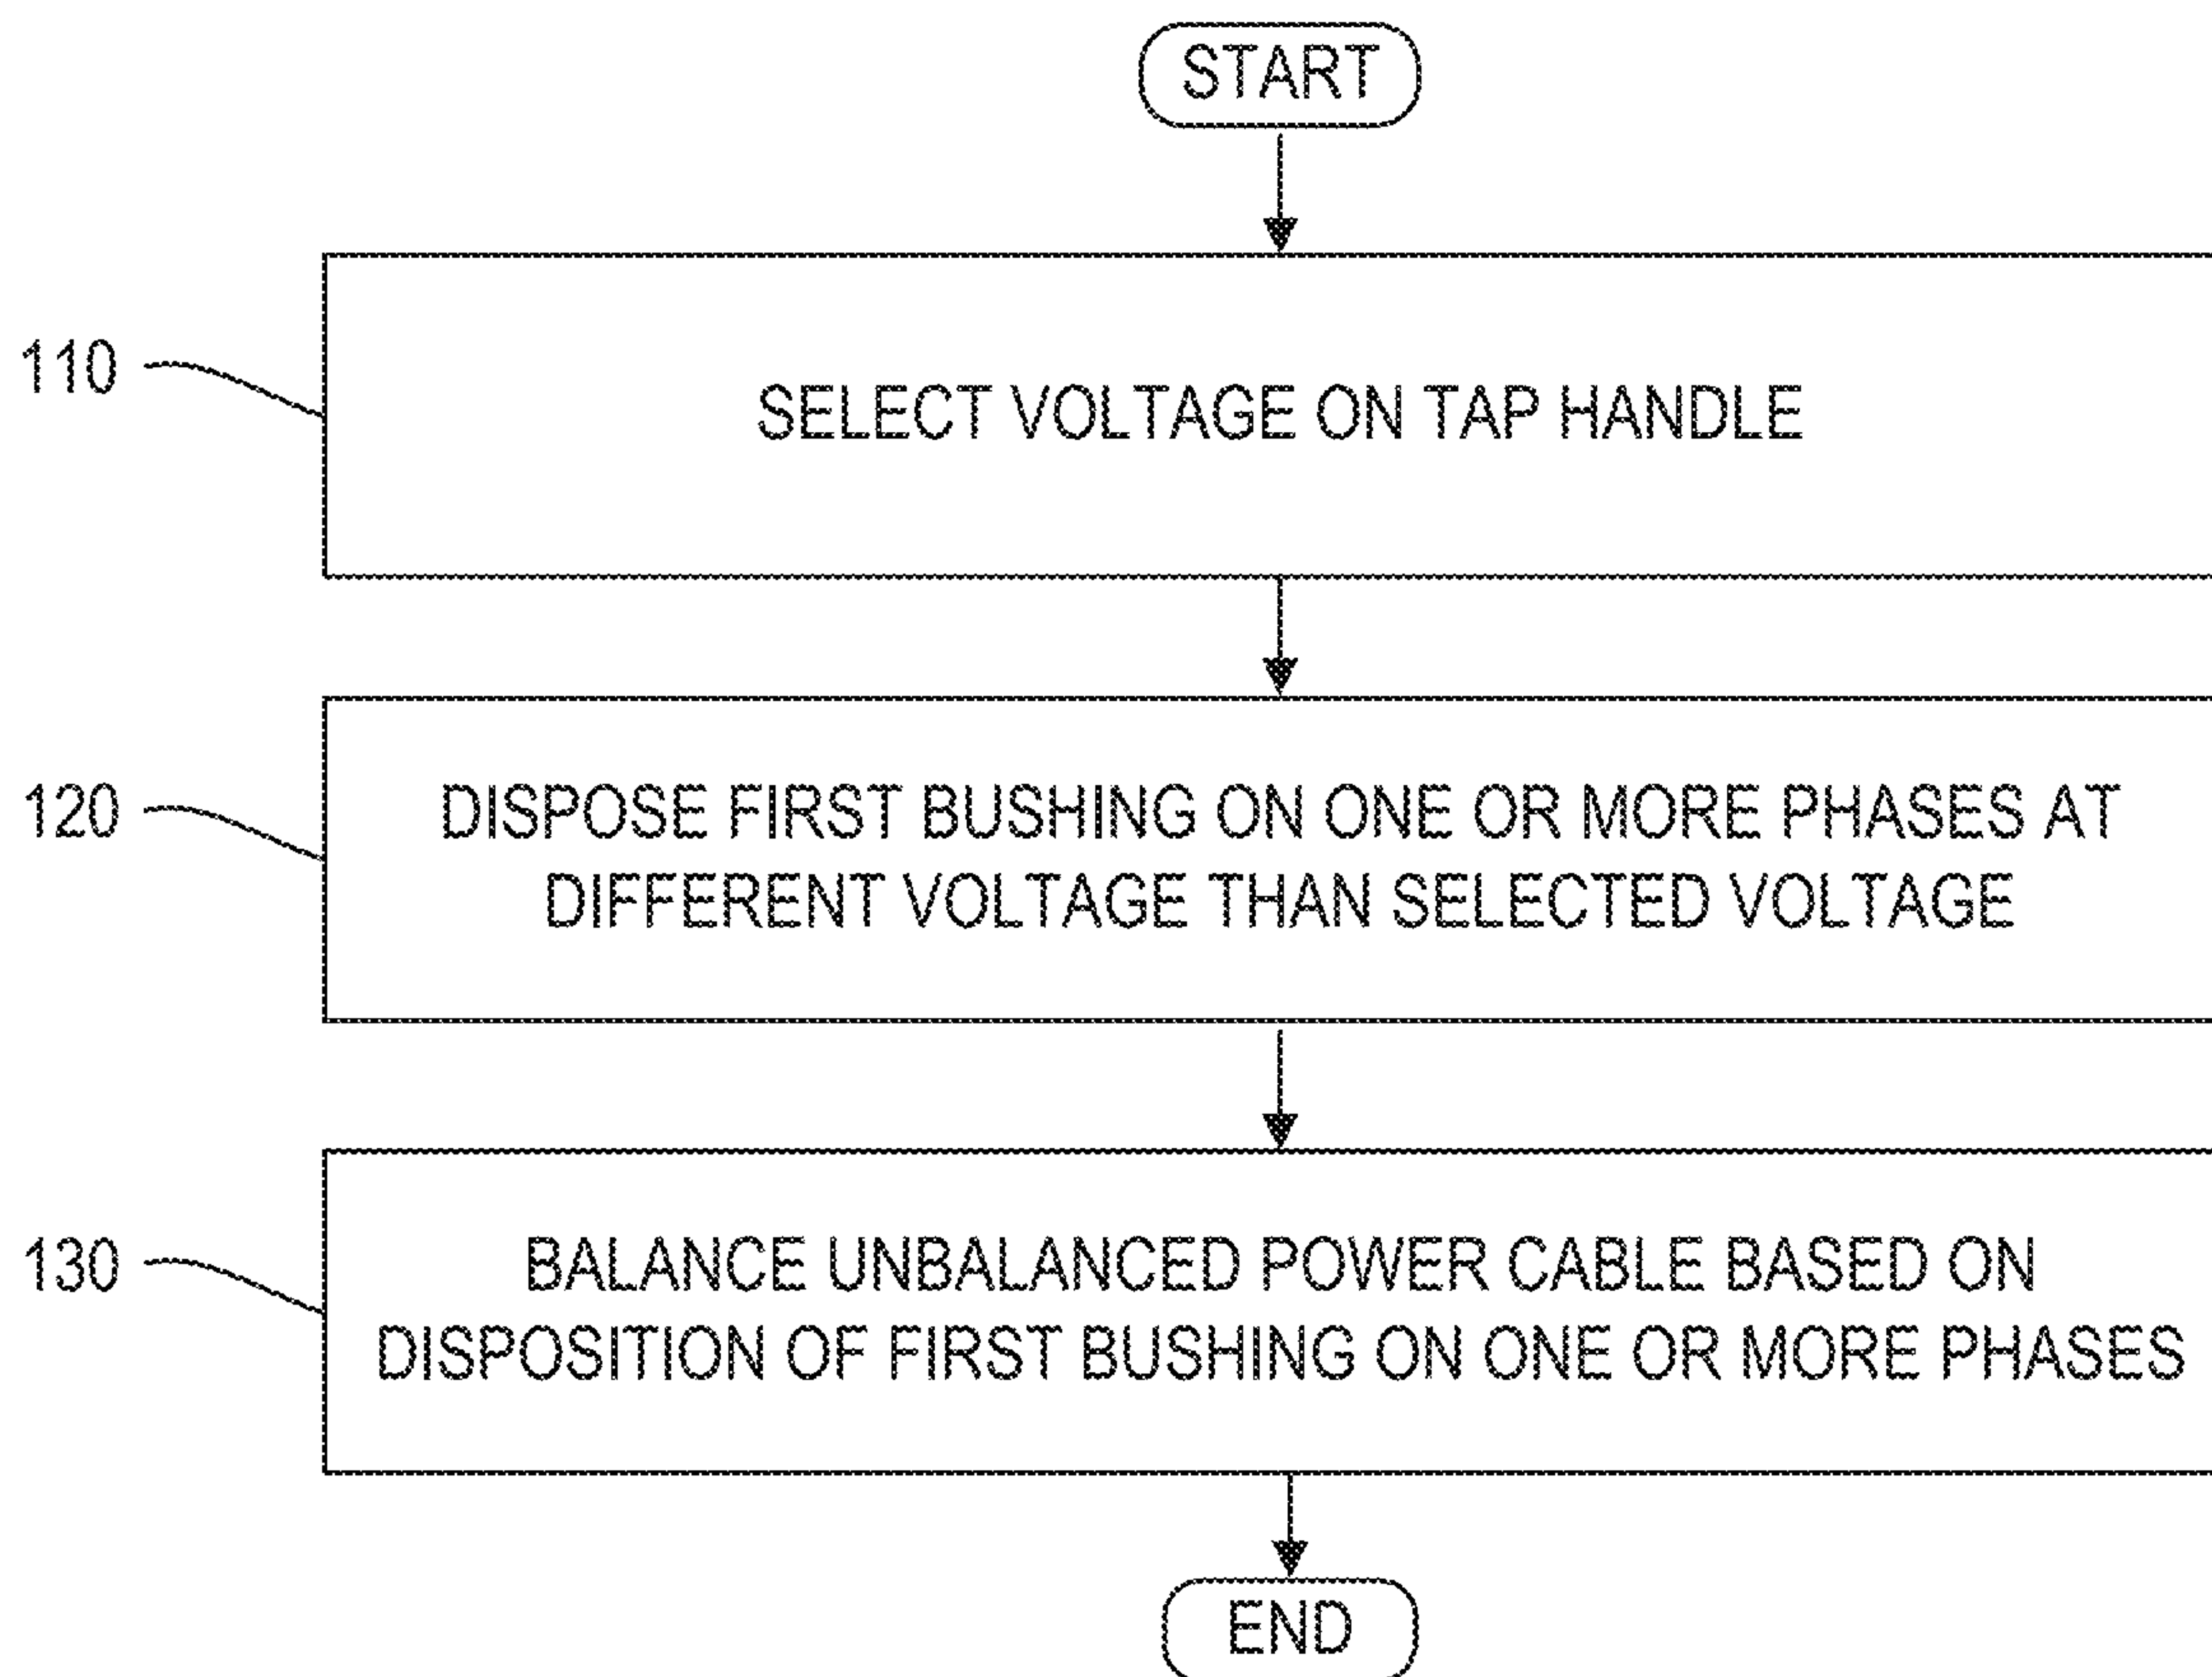 START
110
SELECT VOLTAGE ON TAP HANDLE
120
DISPOSE FIRST BUSHING ON ONE OR MORE PHASES AT
DIFFERENT VOLTAGE THAN SELECTED VOLTAGE
130
BALANCE UNBALANCED POWER CABLE BASED ON
DISPOSITION OF FIRST BUSHING ON ONE OR MORE PHASES
END